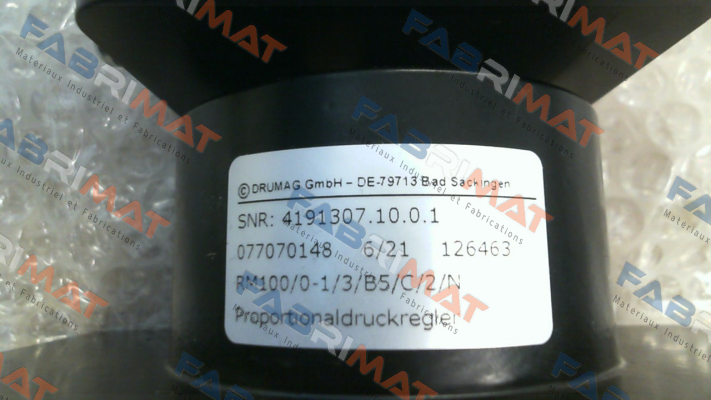 © DRUMAG GmbH – DE-79713 Bad Säckingen
SNR: 4191307.10.0.1
077070148 6/21 126463
RM100/0-1/3/B5/C/2/N
Proportionaldruckregler
FABRIMAT
Matériaux Industriel et Fabrications